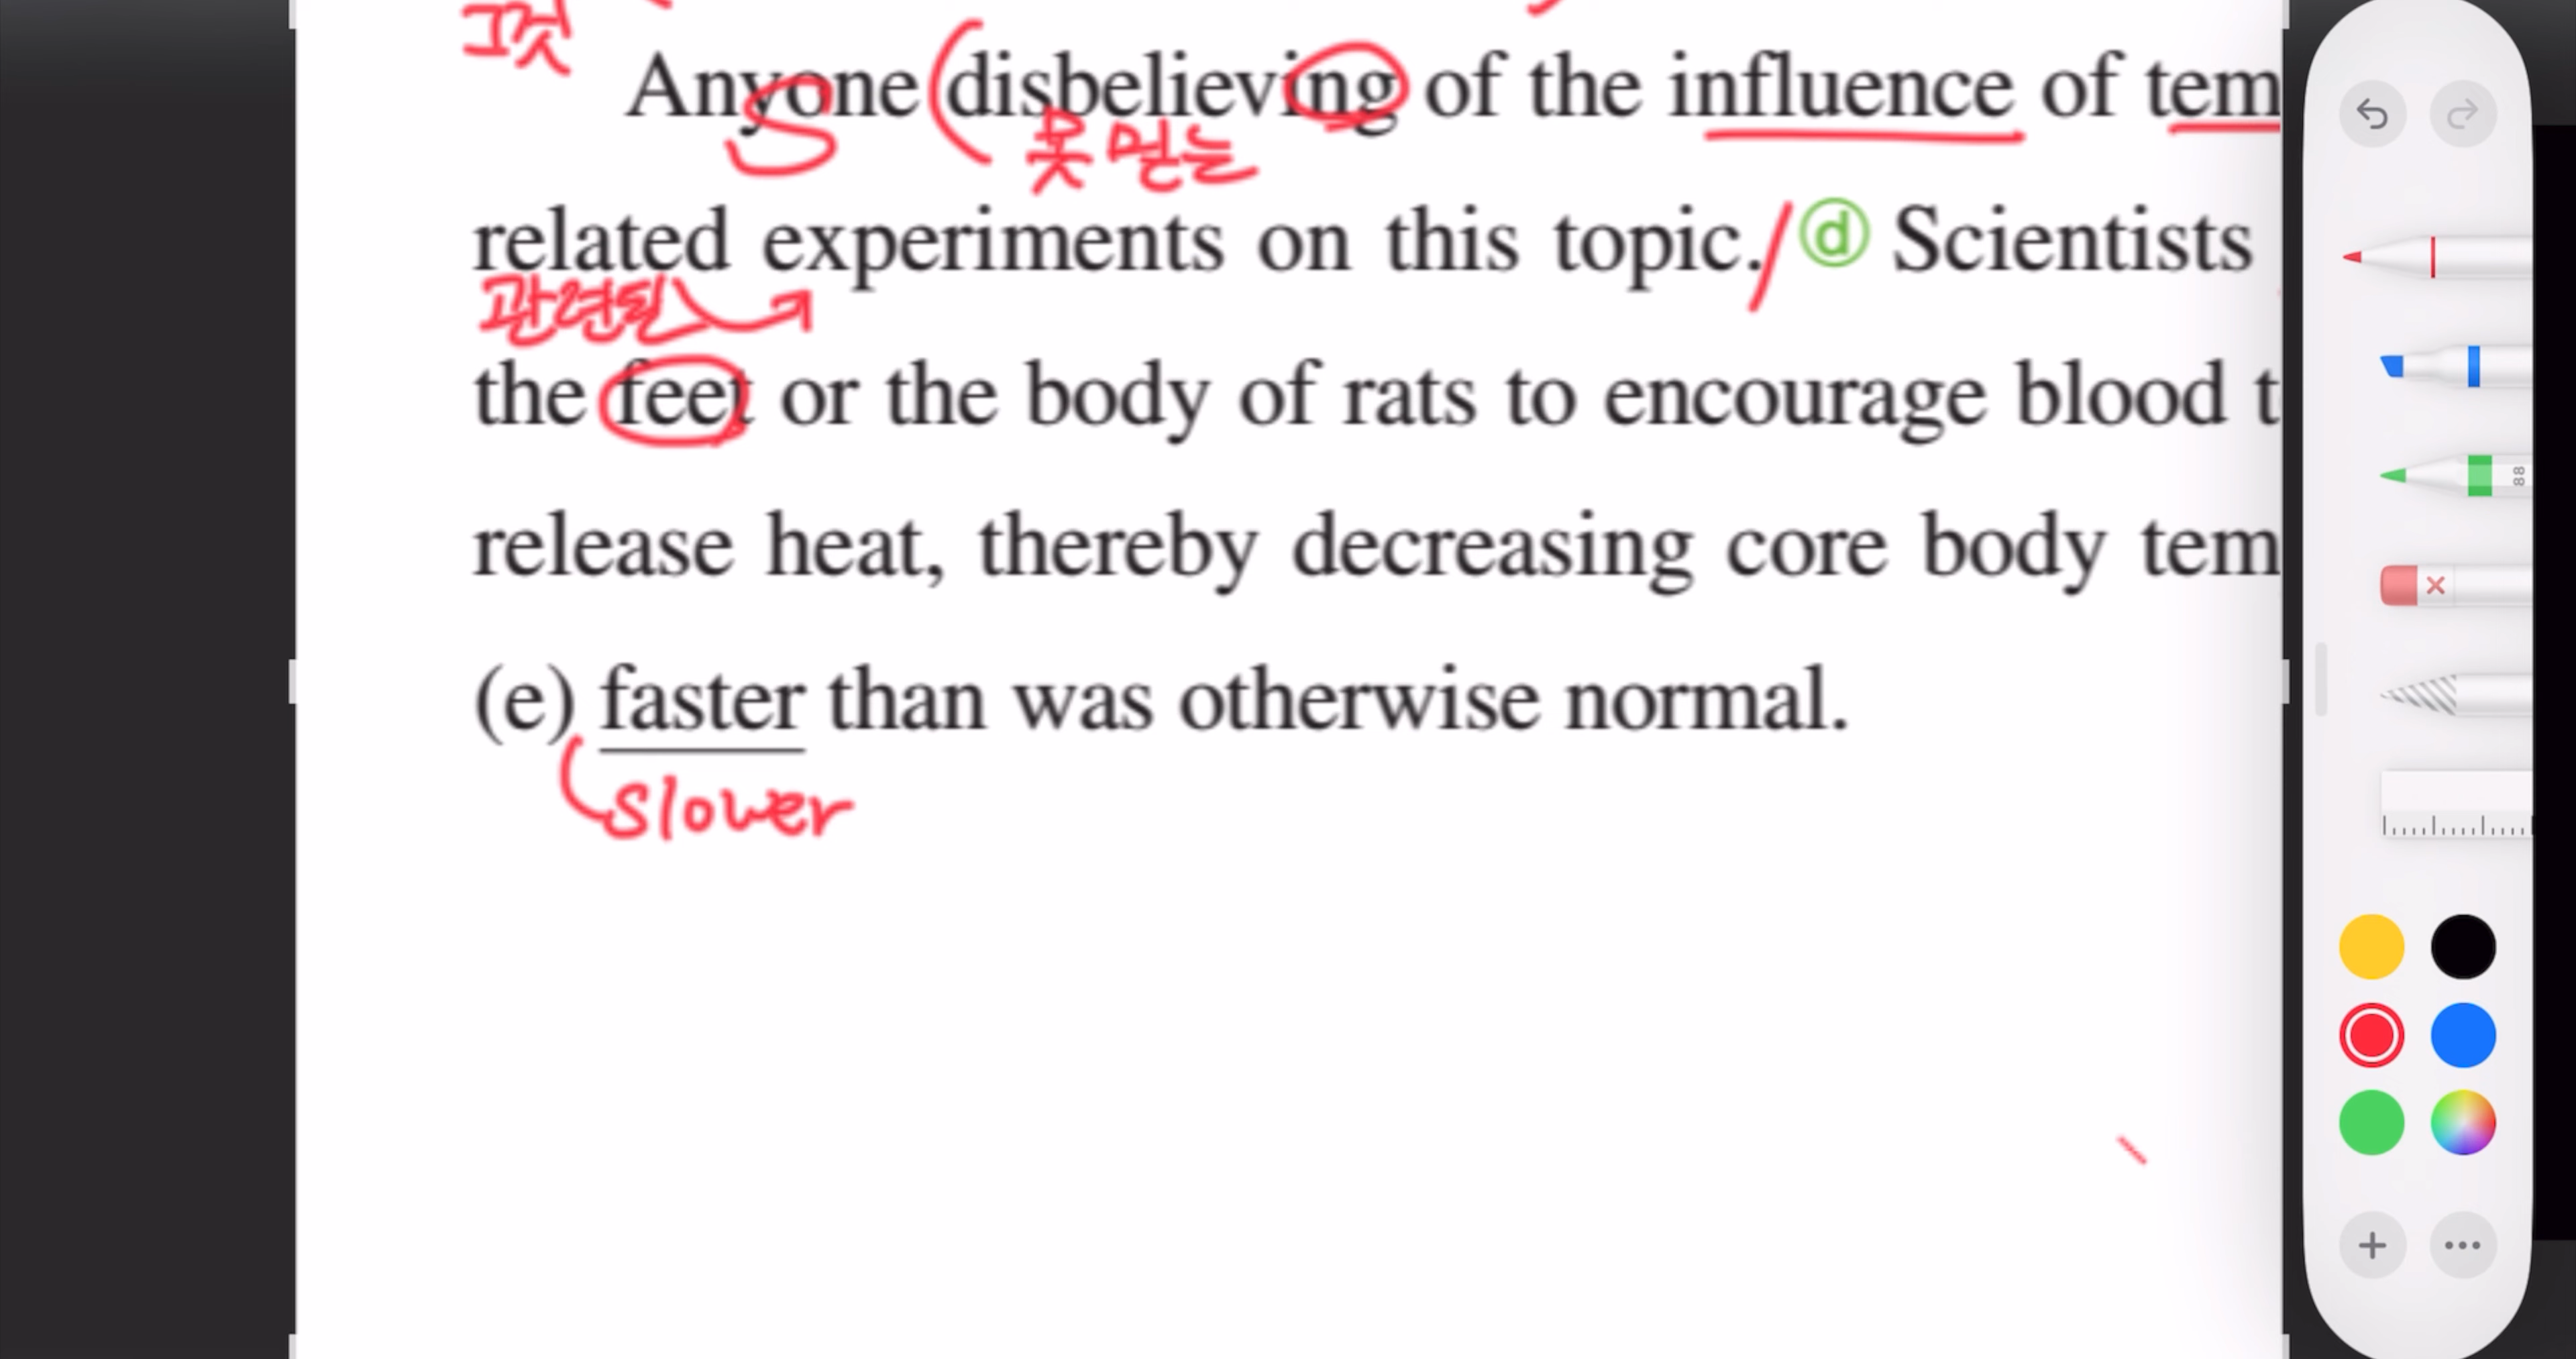 그것
Anyone (disbelieving of the influence of tem
S 못 믿는
related experiments on this topic. / ⓓ Scientists
관련된
the feet or the body of rats to encourage blood t
release heat, thereby decreasing core body tem
(e) faster than was otherwise normal.
slower
88